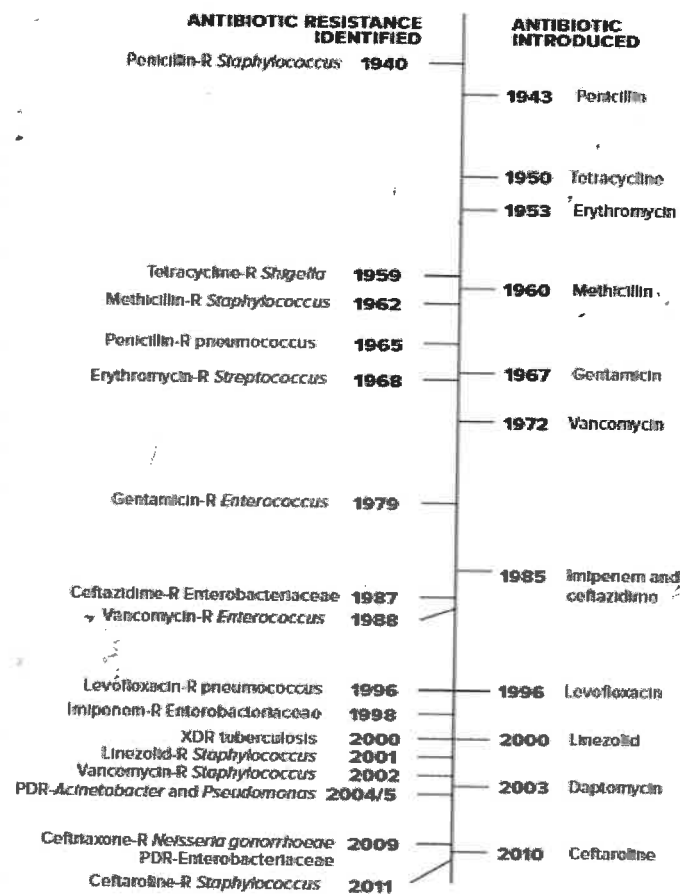 ANTIBIOTIC RESISTANCE
IDENTIFIED
ANTIBIOTIC
INTRODUCED
Penicillin-R Staphylococcus 1940
1943 Penicillin
1950 Tetracycline
1953 Erythromycin
Tetracycline-R Shigella 1959
1960 Methicillin
Methicillin-R Staphylococcus 1962
Penicillin-R pneumococcus 1965
1967 Gentamicin
Erythromycin-R Streptococcus 1968
1972 Vancomycin
Gentamicin-R Enterococcus 1979
1985 Imipenem and
ceftazidime
Ceftazidime-R Enterobacteriaceae 1987
Vancomycin-R Enterococcus 1988
Levofloxacin-R pneumococcus 1996
1996 Levofloxacin
Imipenem-R Enterobacteriaceae 1998
XDR tuberculosis 2000
2000 Linezolid
Linezolid-R Staphylococcus 2001
Vancomycin-R Staphylococcus 2002
2003 Daptomycin
PDR-Acinetobacter and Pseudomonas 2004/5
Ceftriaxone-R Neisseria gonorrhoeae 2009
PDR-Enterobacteriaceae
2010 Ceftaroline
Ceftaroline-R Staphylococcus 2011